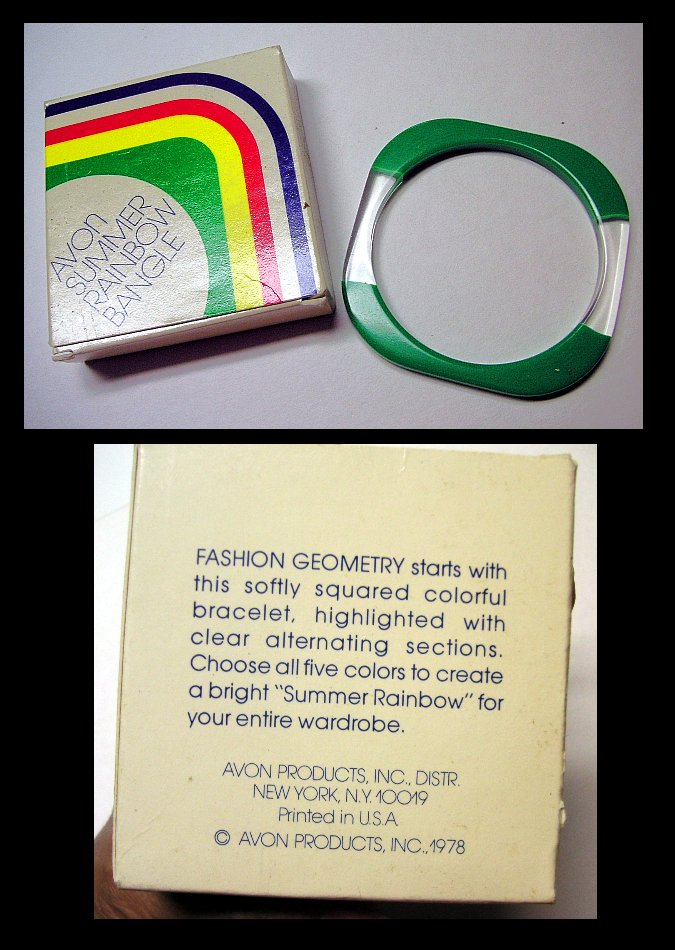 Avon
SUMMER
RAINBOW
BANGLE
FASHION GEOMETRY starts with
this softly squared colorful
bracelet, highlighted with
clear alternating sections.
Choose all five colors to create
a bright "Summer Rainbow" for
your entire wardrobe.
AVON PRODUCTS, INC., DISTR.
NEW YORK, N.Y. 10019
Printed in U.S.A.
© AVON PRODUCTS, INC., 1978